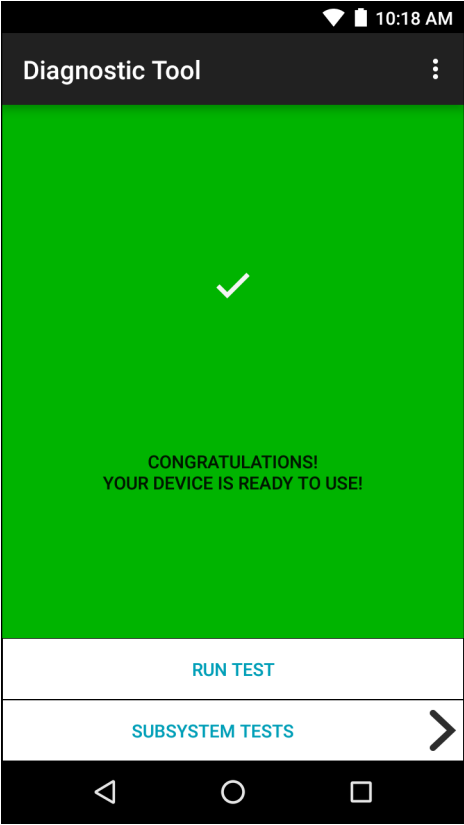 10:18 AM
Diagnostic Tool
CONGRATULATIONS!
YOUR DEVICE IS READY TO USE!
RUN TEST
SUBSYSTEM TESTS